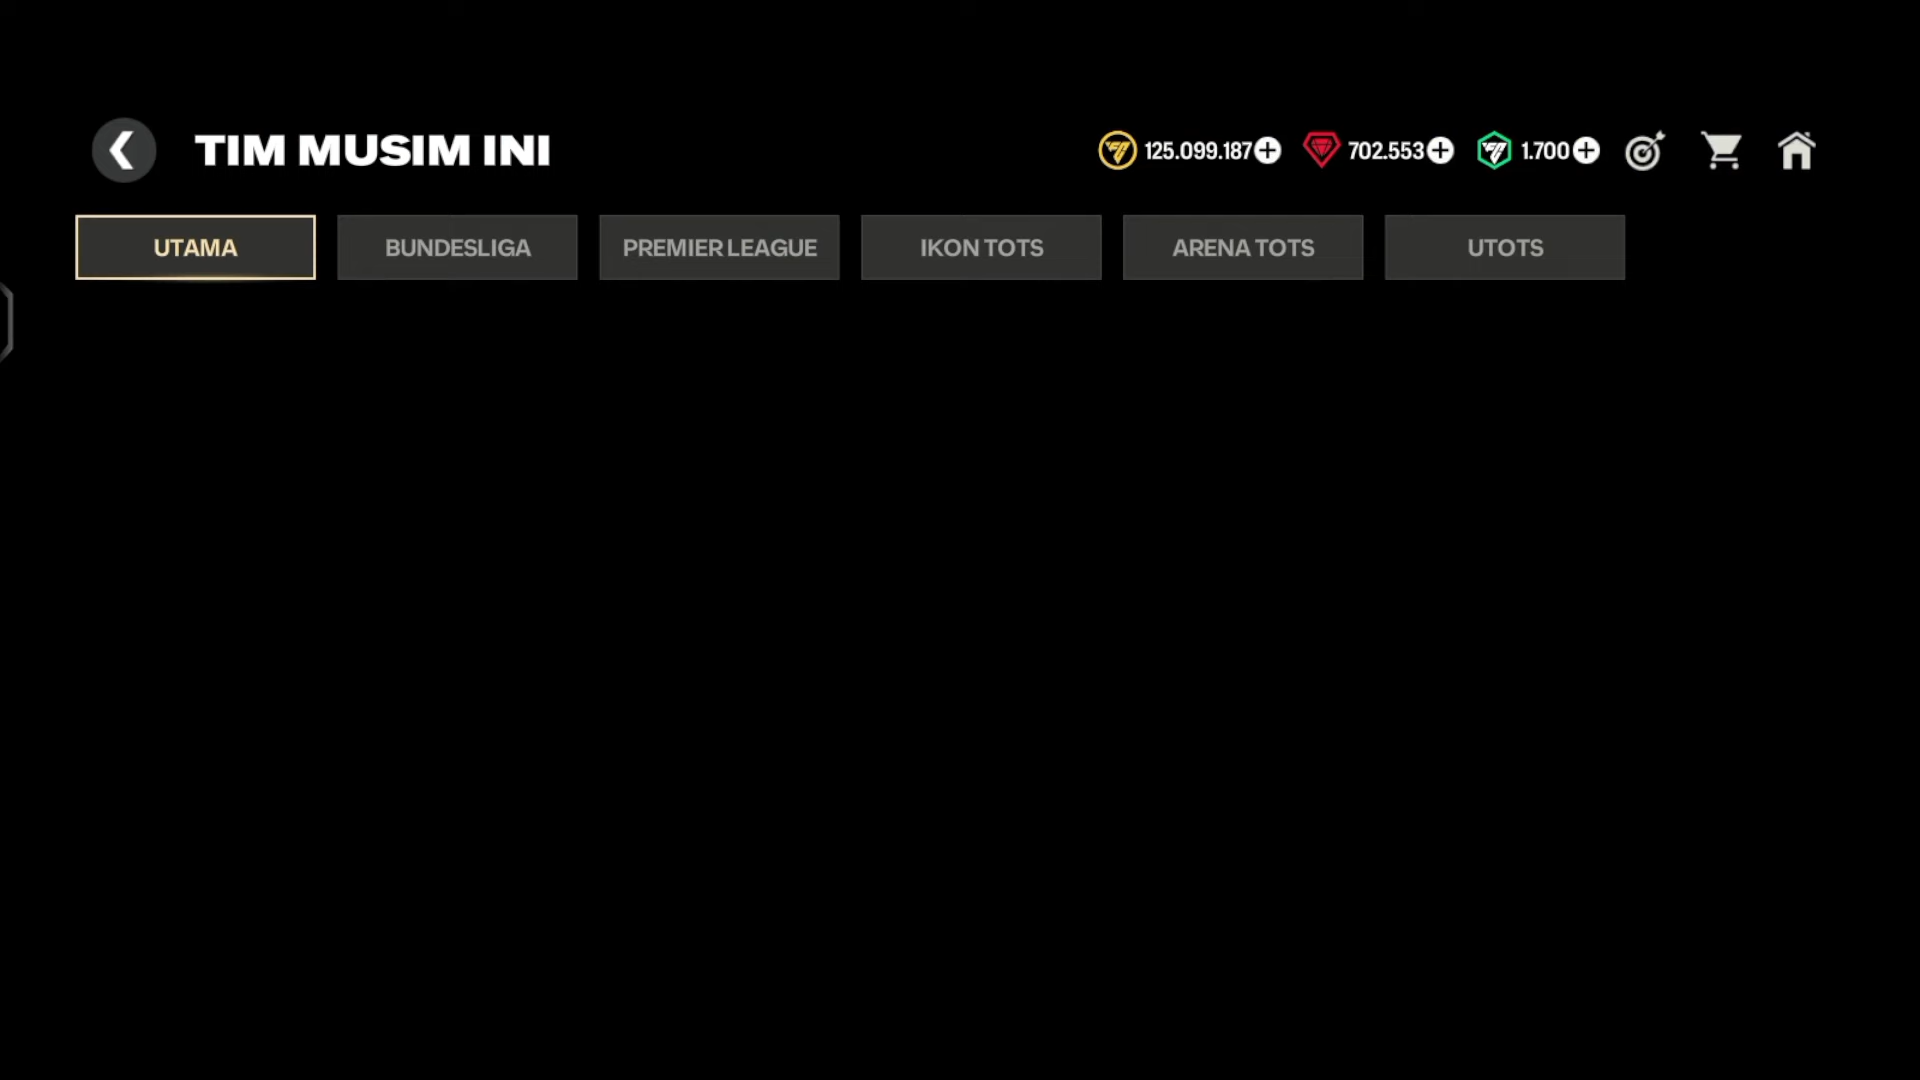 TIM MUSIM INI
125.099.187 702.553 1.700
UTAMA BUNDESLIGA PREMIER LEAGUE IKON TOTS ARENA TOTS UTOTS